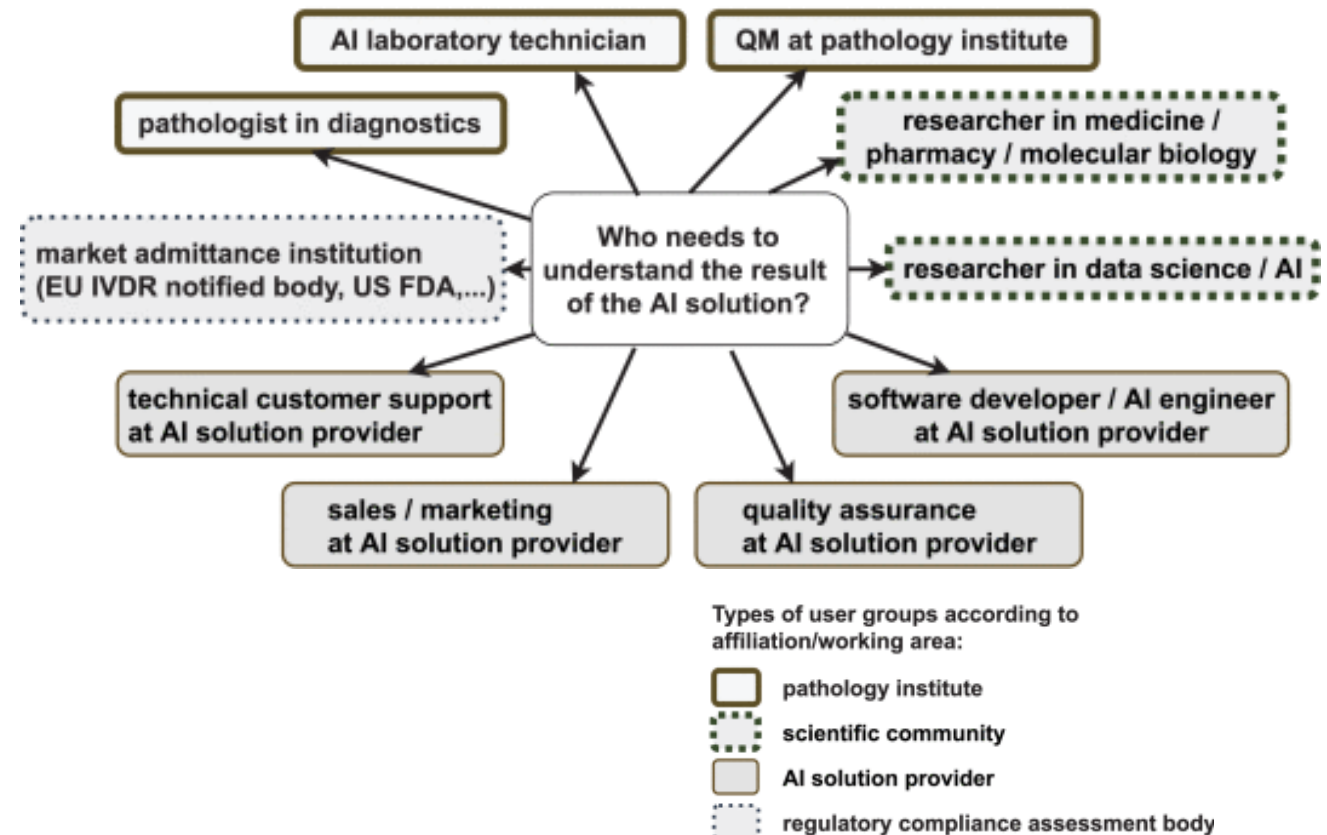 AI laboratory technician
QM at pathology institute
pathologist in diagnostics
researcher in medicine /
pharmacy / molecular biology
market admittance institution
(EU IVDR notified body, US FDA,...)
Who needs to
understand the result
of the AI solution?
researcher in data science / AI
technical customer support
at AI solution provider
software developer / AI engineer
at AI solution provider
sales / marketing
at AI solution provider
quality assurance
at AI solution provider
Types of user groups according to
affiliation/working area:
pathology institute
scientific community
AI solution provider
regulatory compliance assessment body